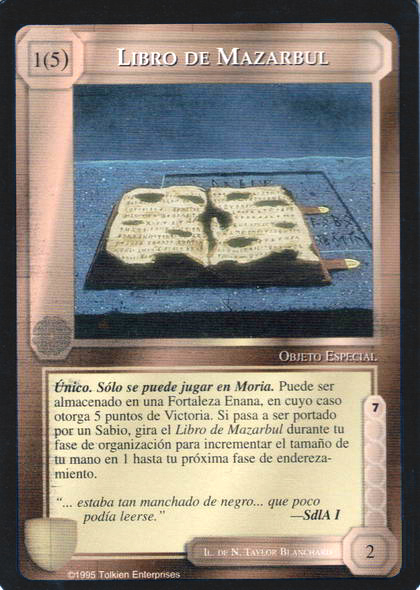 1(5)
LIBRO DE MAZARBUL
OBJETO ESPECIAL
Único. Sólo se puede jugar en Moria. Puede ser
almacenado en una Fortaleza Enana, en cuyo caso
otorga 5 puntos de Victoria. Si pasa a ser portado
por un Sabio, gira el Libro de Mazarbul durante tu
fase de organización para incrementar el tamaño de
tu mano en 1 hasta tu próxima fase de endereza-
miento.
7
“... estaba tan manchado de negro... que poco
podía leerse.” —SdlA I
IL. DE N. TAYLOR BLANCHARD
2
©1995 Tolkien Enterprises